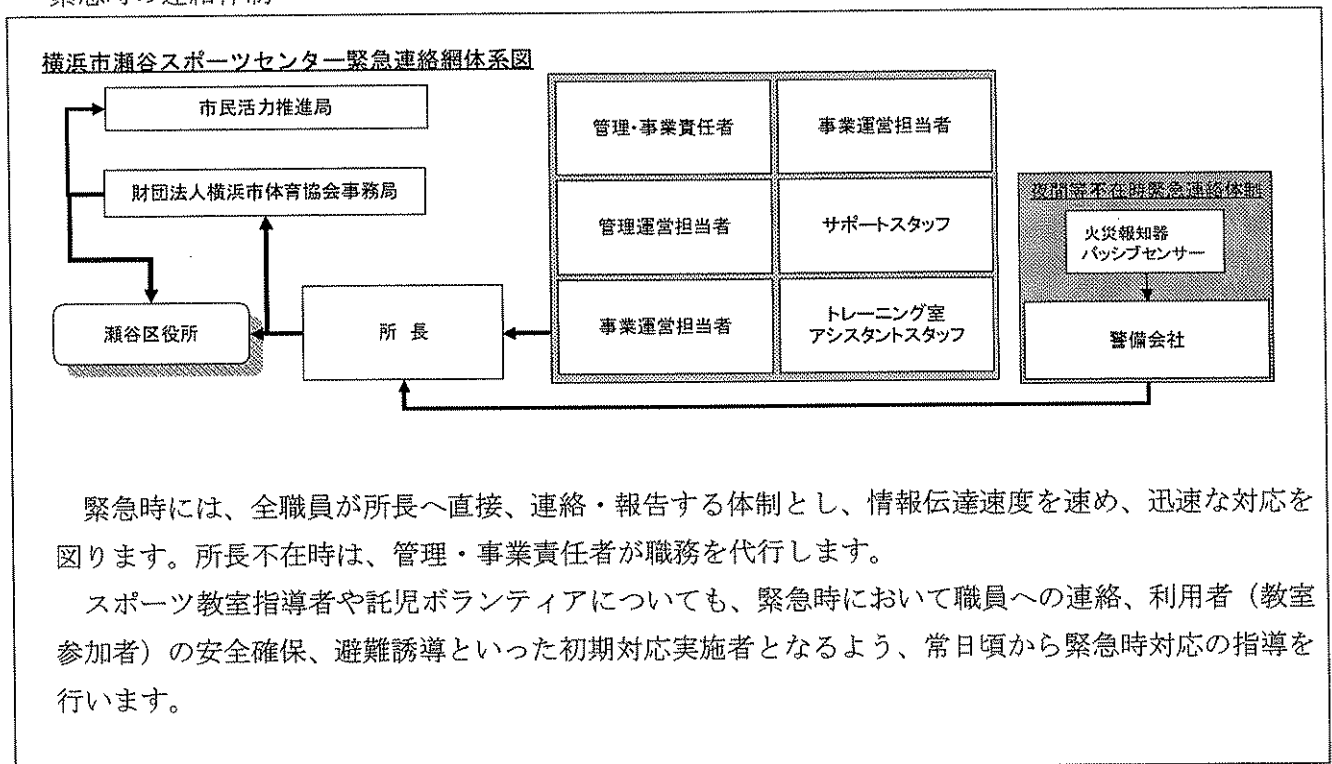 横浜市瀬谷スポーツセンター緊急連絡網体系図
市民活力推進局
財団法人横浜市体育協会事務局
瀬谷区役所
所 長
管理・事業責任者
事業運営担当者
管理運営担当者
サポートスタッフ
事業運営担当者
トレーニング室
アシスタントスタッフ
夜間等不在時緊急連絡体制
火災報知器
パッシブセンサー
警備会社
緊急時には、全職員が所長へ直接、連絡・報告する体制とし、情報伝達速度を速め、迅速な対応を
図ります。所長不在時は、管理・事業責任者が職務を代行します。
スポーツ教室指導者や託児ボランティアについても、緊急時において職員への連絡、利用者（教室
参加者）の安全確保、避難誘導といった初期対応実施者となるよう、常日頃から緊急時対応の指導を
行います。